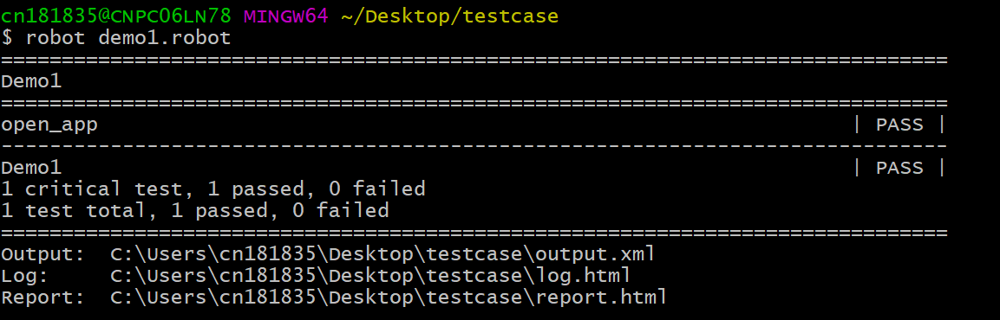 cn181835@CNPC06LN78 MINGW64 ~/Desktop/testcase
$ robot demo1.robot
==============================================================================
Demo1
==============================================================================
open_app                                                              | PASS |
------------------------------------------------------------------------------
Demo1                                                                 | PASS |
1 critical test, 1 passed, 0 failed
1 test total, 1 passed, 0 failed
==============================================================================
Output:  C:\Users\cn181835\Desktop\testcase\output.xml
Log:     C:\Users\cn181835\Desktop\testcase\log.html
Report:  C:\Users\cn181835\Desktop\testcase\report.html